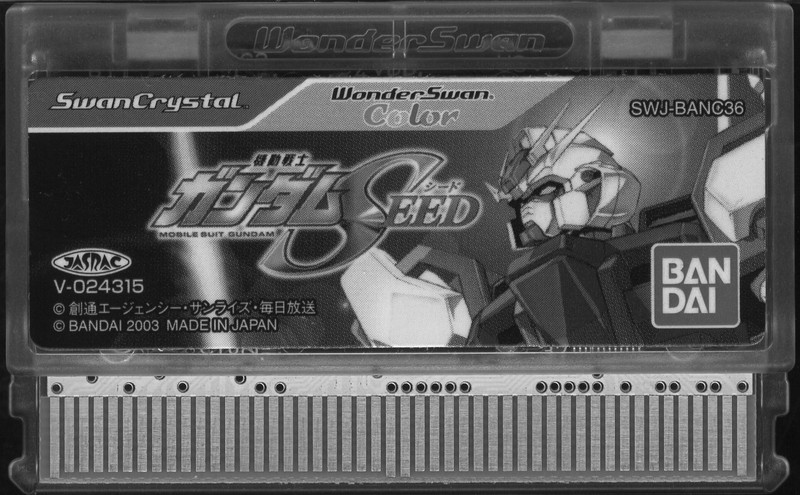 WonderSwan
SwanCrystal™
WonderSwan®
Color
SWJ-BANC36
機動戦士
ガンダム
シード
SEED
MOBILE SUIT GUNDAM
JASRAC
V-024315
© 創通エージェンシー・サンライズ・毎日放送
© BANDAI 2003 MADE IN JAPAN
BAN
DAI